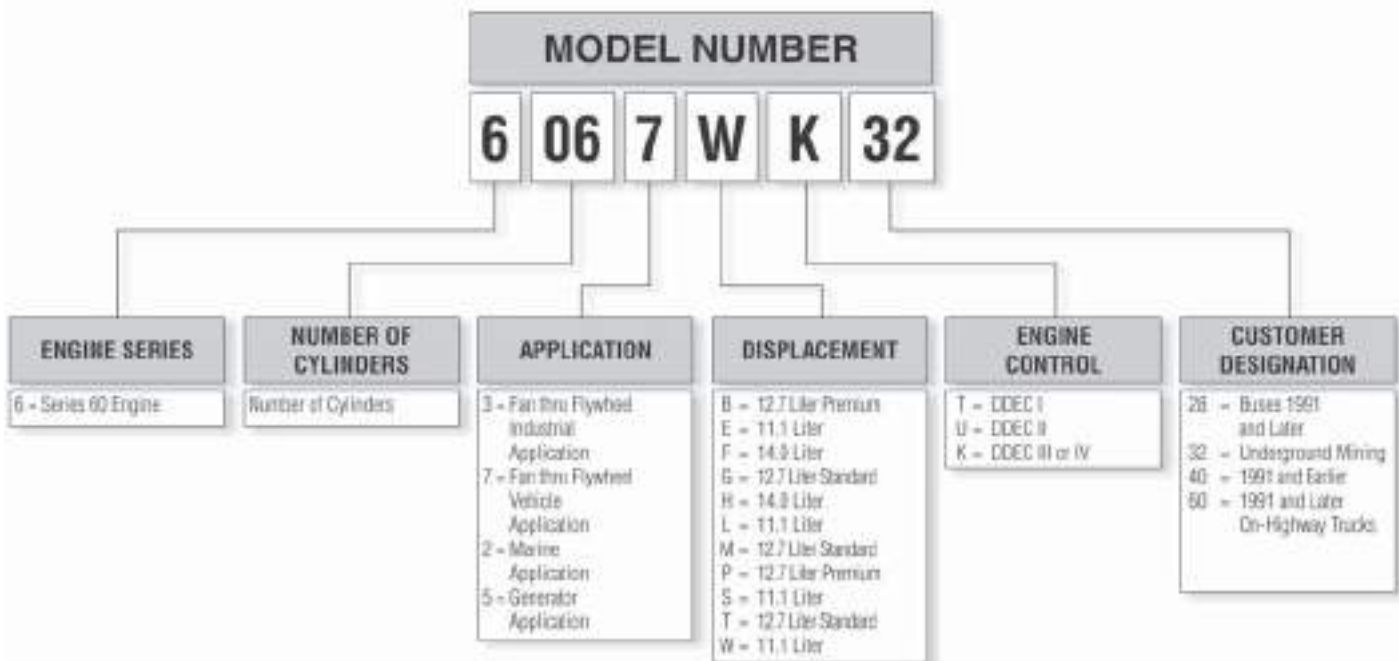 MODEL NUMBER
6 06 7 W K 32
ENGINE SERIES
6 = Series 60 Engine
NUMBER OF
CYLINDERS
Number of Cylinders
APPLICATION
3 = Fan thru Flywheel
Industrial
Application
7 = Fan thru Flywheel
Vehicle
Application
2 = Marine
Application
5 = Generator
Application
DISPLACEMENT
B = 12.7 Liter Premium
E = 11.1 Liter
F = 14.0 Liter
G = 12.7 Liter Standard
H = 14.0 Liter
L = 11.1 Liter
M = 12.7 Liter Standard
P = 12.7 Liter Premium
S = 11.1 Liter
T = 12.7 Liter Standard
W = 11.1 Liter
ENGINE
CONTROL
T = DDEC I
U = DDEC II
K = DDEC III or IV
CUSTOMER
DESIGNATION
28 = Buses 1991
and Later
32 = Underground Mining
40 = 1991 and Earlier
60 = 1991 and Later
On-Highway Trucks